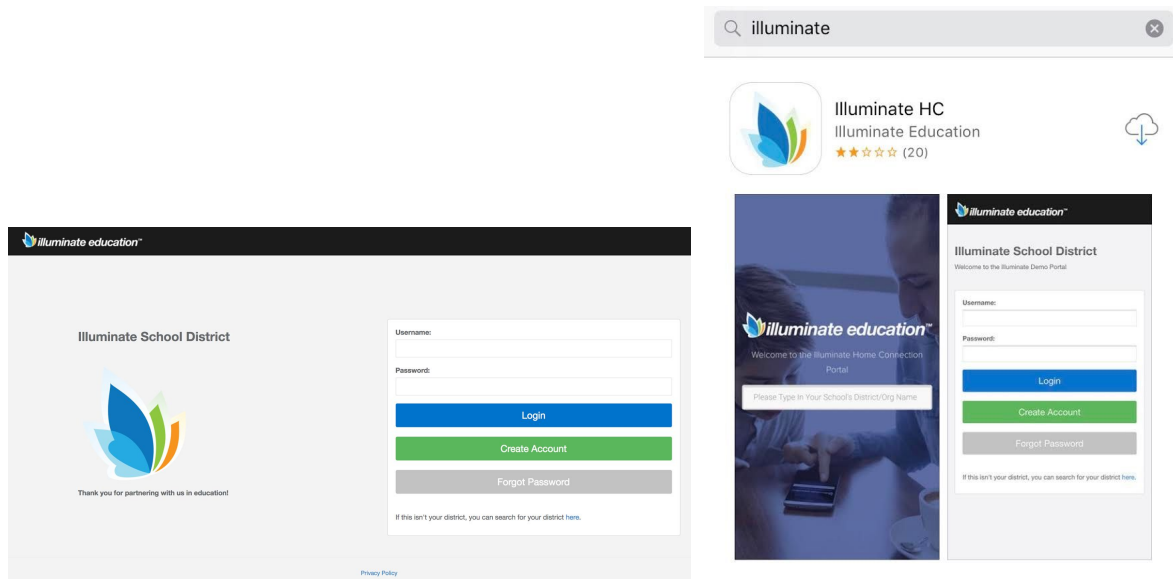 illuminate education™
Illuminate School District
Thank you for partnering with us in education!
Username:
Password:
Login
Create Account
Forgot Password
If this isn't your district, you can search for your district here.
Privacy Policy
illuminate
Illuminate HC
Illuminate Education
★★☆☆☆ (20)
illuminate education™
Welcome to the Illuminate Home Connection
Portal
Please Type In Your School's District/Org Name
illuminate education™
Illuminate School District
Welcome to the Illuminate Demo Portal
Username:
Password:
Login
Create Account
Forgot Password
If this isn't your district, you can search for your district here.